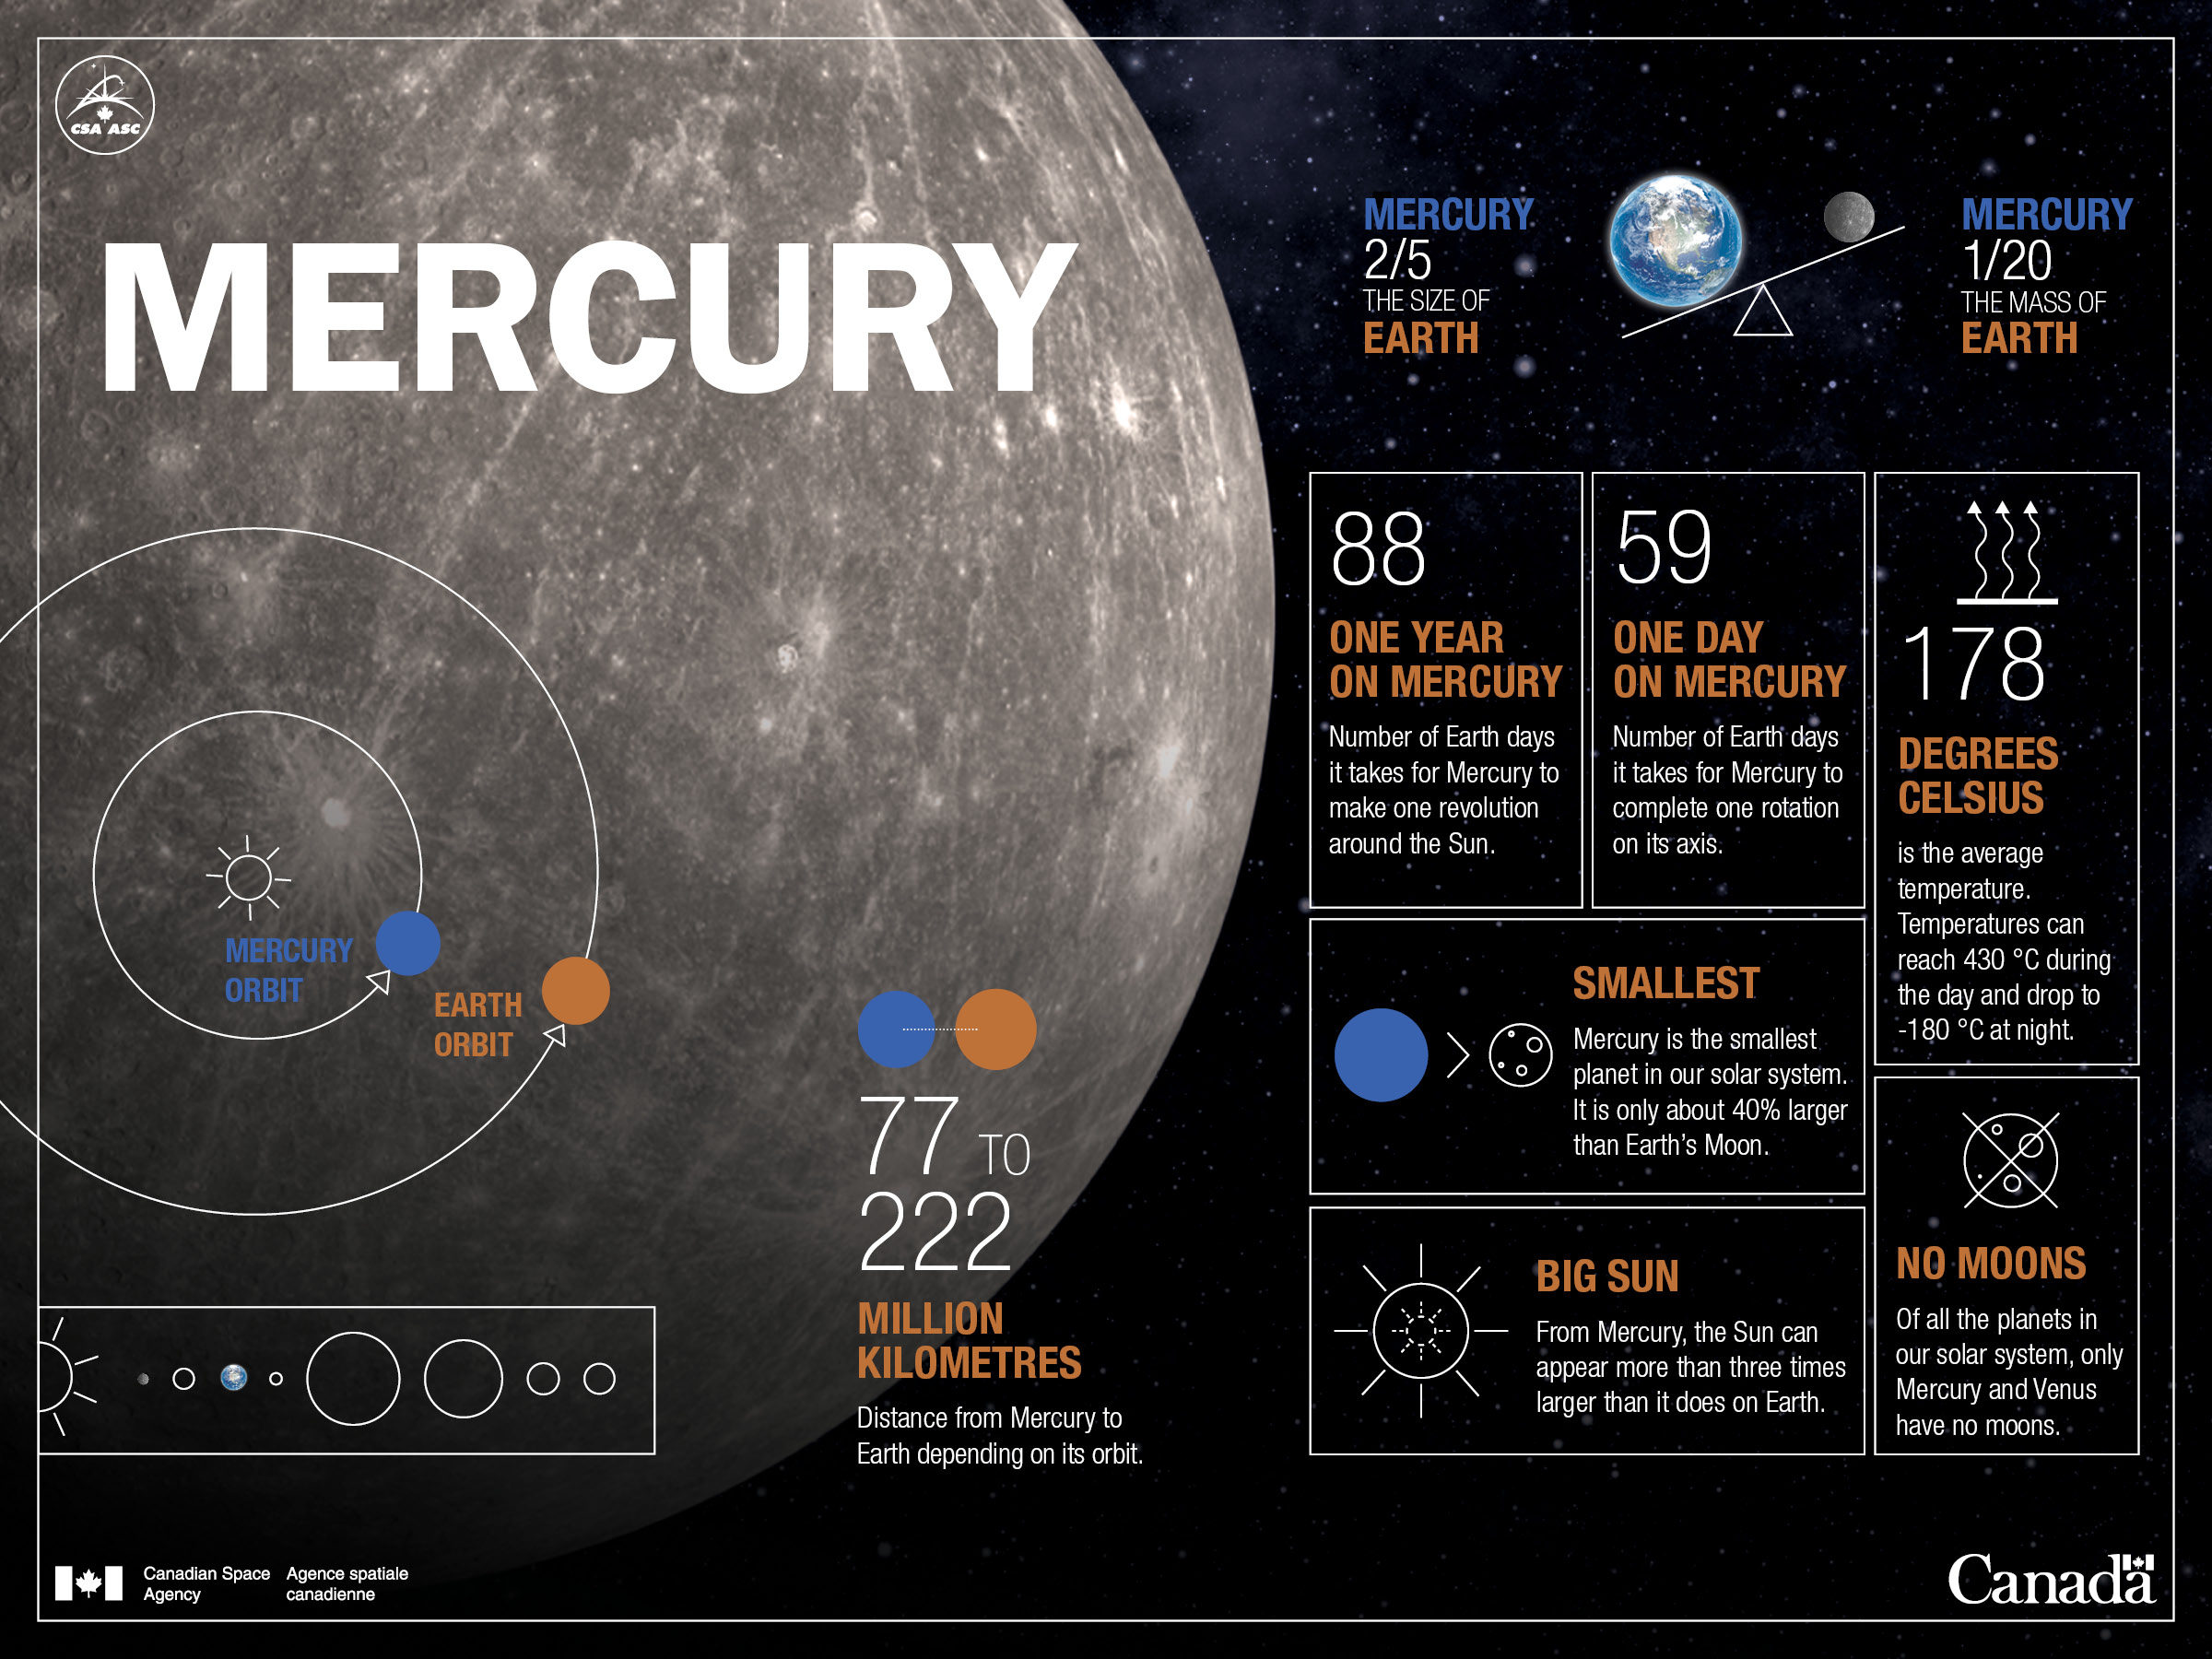 CSA ASC
MERCURY
MERCURY
2/5
THE SIZE OF
EARTH
MERCURY
1/20
THE MASS OF
EARTH
88
ONE YEAR
ON MERCURY
Number of Earth days
it takes for Mercury to
make one revolution
around the Sun.
59
ONE DAY
ON MERCURY
Number of Earth days
it takes for Mercury to
complete one rotation
on its axis.
178
DEGREES
CELSIUS
is the average
temperature.
Temperatures can
reach 430 °C during
the day and drop to
-180 °C at night.
MERCURY
ORBIT
EARTH
ORBIT
77 TO
222
MILLION
KILOMETRES
Distance from Mercury to
Earth depending on its orbit.
SMALLEST
Mercury is the smallest
planet in our solar system.
It is only about 40% larger
than Earth’s Moon.
BIG SUN
From Mercury, the Sun can
appear more than three times
larger than it does on Earth.
NO MOONS
Of all the planets in
our solar system, only
Mercury and Venus
have no moons.
Canadian Space
Agency
Agence spatiale
canadienne
Canada